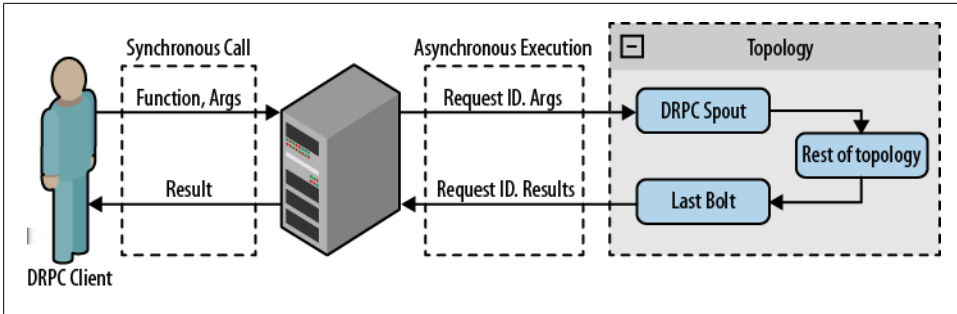 Synchronous Call
Asynchronous Execution
Topology
Function, Args
Request ID. Args
DRPC Spout
Rest of topology
Result
Request ID. Results
Last Bolt
DRPC Client